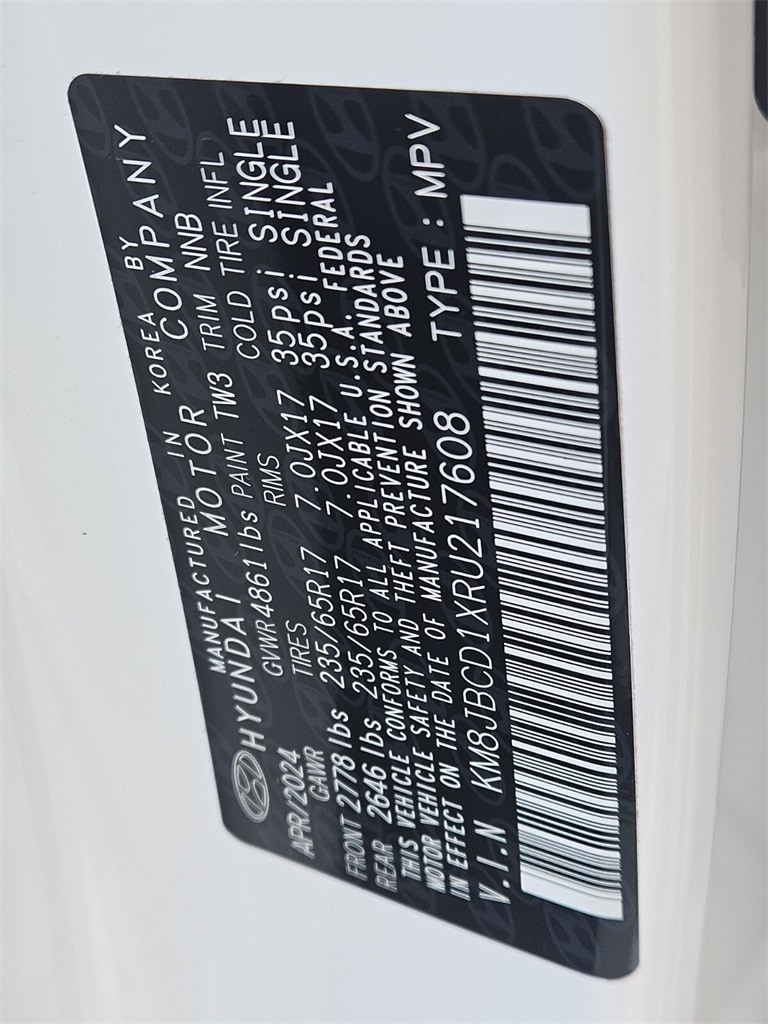 MANUFACTURED IN KOREA BY
HYUNDAI MOTOR COMPANY
APR/2024 GVWR 4861lbs PAINT TW3 TRIM NNB
GAWR TIRES RIMS COLD TIRE INFL
FRONT 2778 lbs 235/65R17 7.0JX17 35psi SINGLE
REAR 2646 lbs 235/65R17 7.0JX17 35psi SINGLE
THIS VEHICLE CONFORMS TO ALL APPLICABLE U.S.A. FEDERAL
MOTOR VEHICLE SAFETY AND THEFT PREVENTION STANDARDS
IN EFFECT ON THE DATE OF MANUFACTURE SHOWN ABOVE
V.I.N KM8JBCD1XRU217608 TYPE : MPV